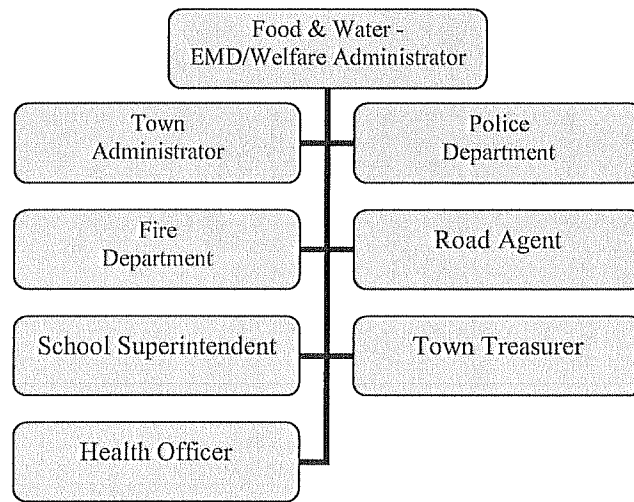 Food & Water -
EMD/Welfare Administrator
Town
Administrator
Police
Department
Fire
Department
Road Agent
School Superintendent
Town Treasurer
Health Officer